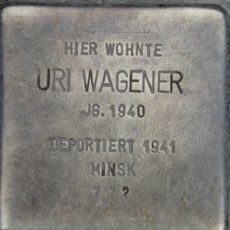 HIER WOHNTE
URI WAGENER
JG. 1940
DEPORTIERT 1941
MINSK
???